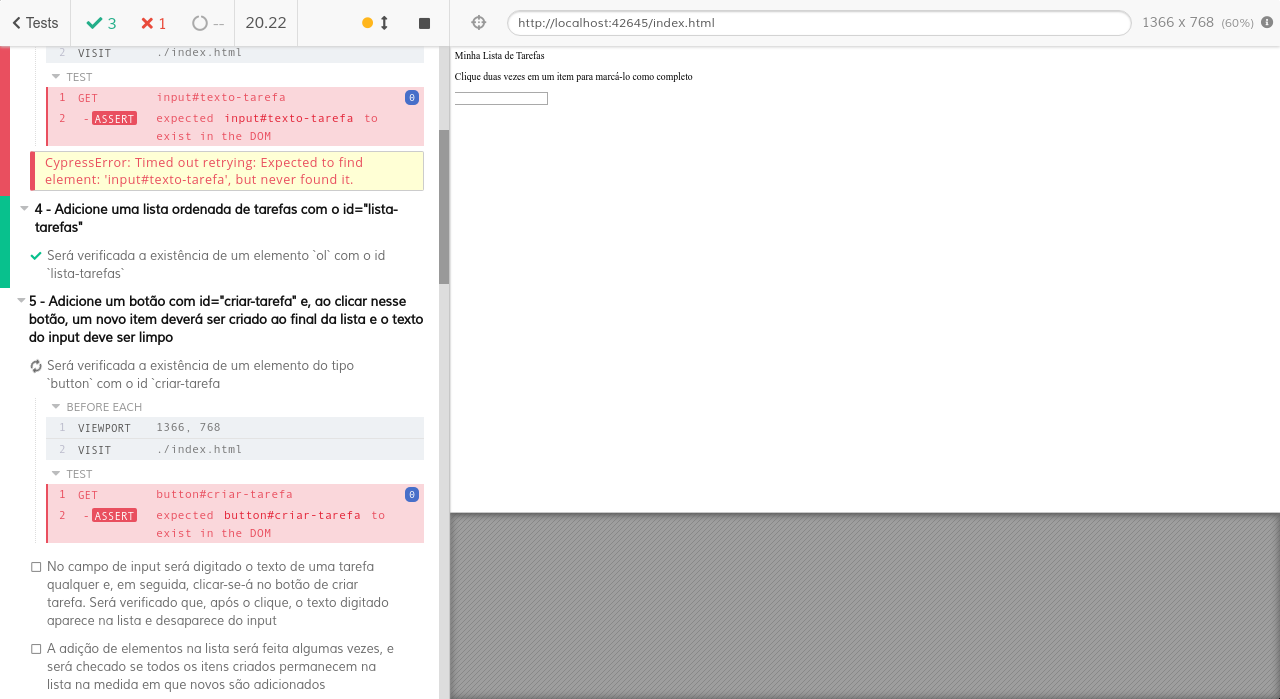 Tests
3
1
--
20.22
2 VISIT ./index.html
TEST
1 GET input#texto-tarefa 0
2 - ASSERT expected input#texto-tarefa to
exist in the DOM
CypressError: Timed out retrying: Expected to find
element: 'input#texto-tarefa', but never found it.
4 - Adicione uma lista ordenada de tarefas com o id="lista-
tarefas"
Será verificada a existência de um elemento `ol` com o id
`lista-tarefas`
5 - Adicione um botão com id="criar-tarefa" e, ao clicar nesse
botão, um novo item deverá ser criado ao final da lista e o texto
do input deve ser limpo
Será verificada a existência de um elemento do tipo
`button` com o id `criar-tarefa
BEFORE EACH
1 VIEWPORT 1366, 768
2 VISIT ./index.html
TEST
1 GET button#criar-tarefa 0
2 - ASSERT expected button#criar-tarefa to
exist in the DOM
No campo de input será digitado o texto de uma tarefa
qualquer e, em seguida, clicar-se-á no botão de criar
tarefa. Será verificado que, após o clique, o texto digitado
aparece na lista e desaparece do input
A adição de elementos na lista será feita algumas vezes, e
será checado se todos os itens criados permanecem na
lista na medida em que novos são adicionados
http://localhost:42645/index.html
1366 x 768 (60%)
Minha Lista de Tarefas
Clique duas vezes em um item para marcá-lo como completo